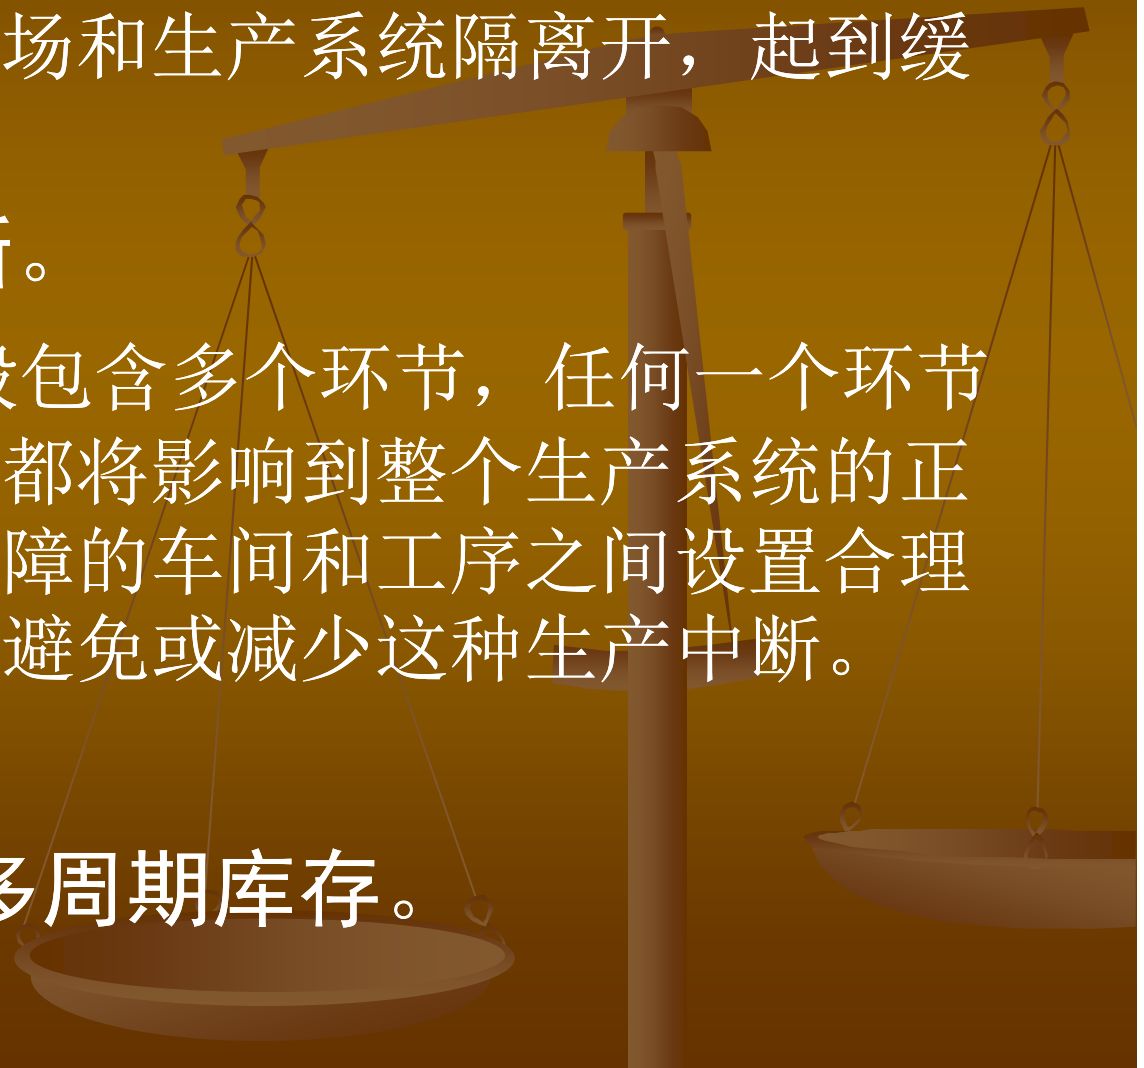 场和生产系统隔离开，起到缓
。
包含多个环节，任何一个环节
都将影响到整个生产系统的正
障的车间和工序之间设置合理
避免或减少这种生产中断。
多周期库存。